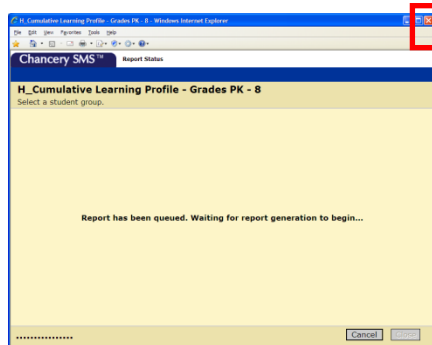 H_Cumulative Learning Profile - Grades PK - 8 - Windows Internet Explorer
File Edit View Favorites Tools Help
Chancery SMS™ Report Status
H_Cumulative Learning Profile - Grades PK - 8
Select a student group.
Report has been queued. Waiting for report generation to begin...
Cancel